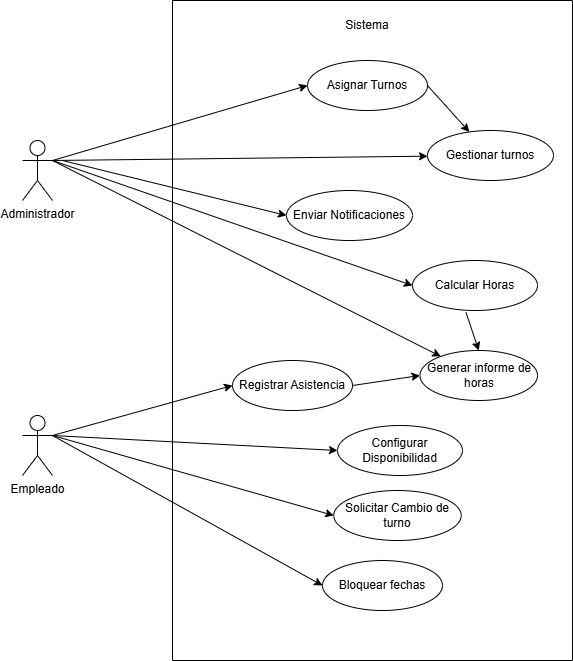 Sistema
Asignar Turnos
Gestionar turnos
Administrador
Enviar Notificaciones
Calcular Horas
Generar informe de
horas
Registrar Asistencia
Configurar
Disponibilidad
Empleado
Solicitar Cambio de
turno
Bloquear fechas